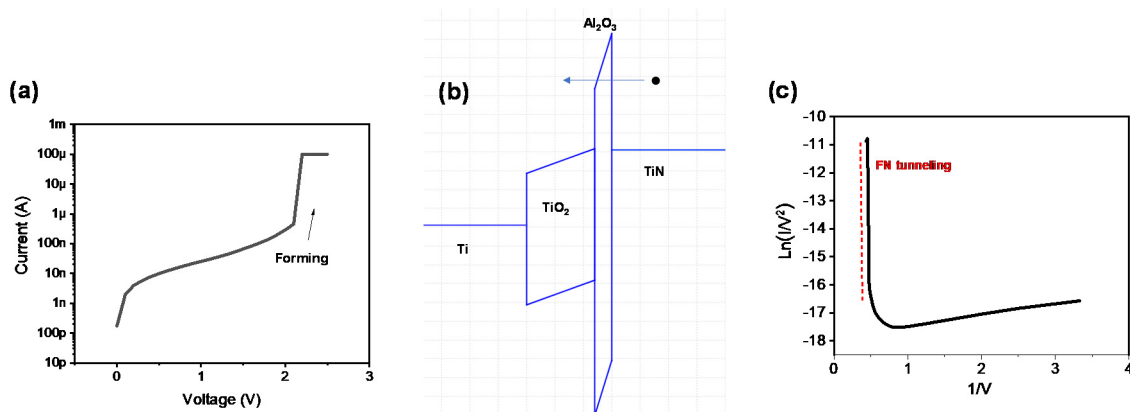 (a)
1m
100μ
10μ
1μ
100n
10n
1n
100p
10p
Current (A)
Forming
0
1
2
3
Voltage (V)
(b)
Al₂O₃
TiO₂
TiN
Ti
(c)
-10
-11
-12
-13
-14
-15
-16
-17
-18
Ln(I/V²)
FN tunneling
0
1
2
3
4
1/V